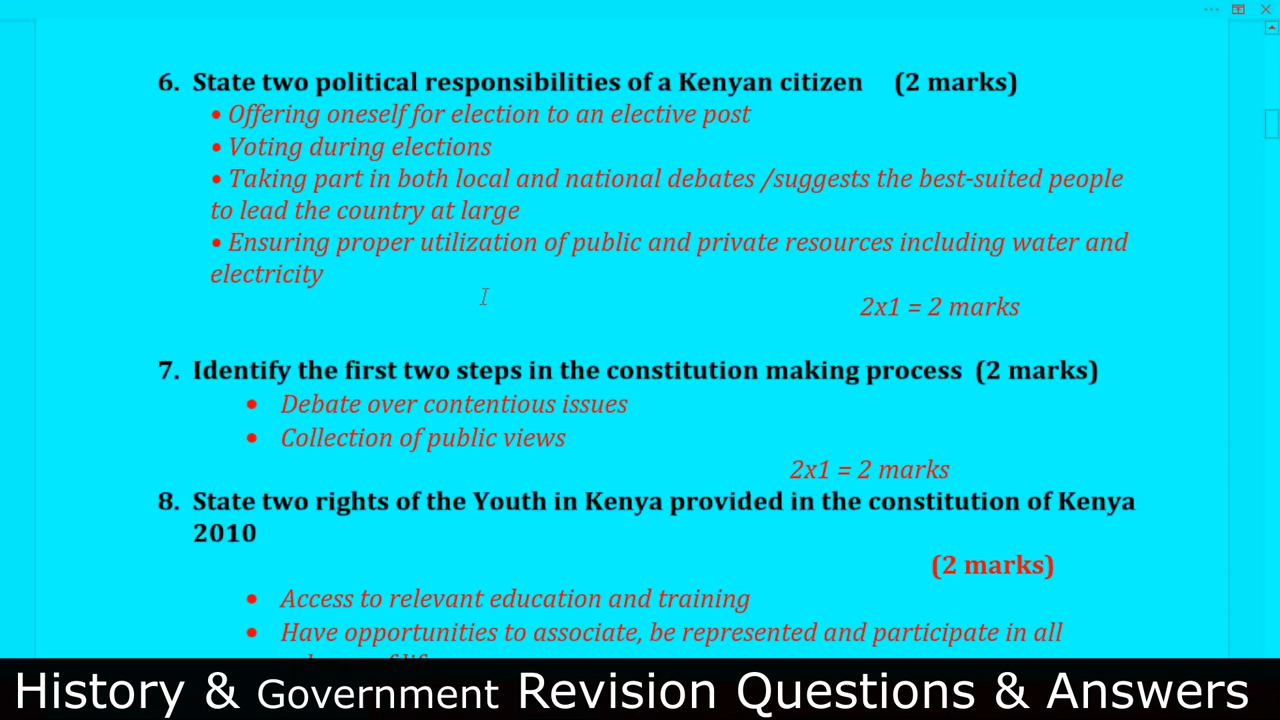 6. State two political responsibilities of a Kenyan citizen (2 marks)
• Offering oneself for election to an elective post
• Voting during elections
• Taking part in both local and national debates /suggests the best-suited people
to lead the country at large
• Ensuring proper utilization of public and private resources including water and
electricity
2x1 = 2 marks
7. Identify the first two steps in the constitution making process (2 marks)
• Debate over contentious issues
• Collection of public views
2x1 = 2 marks
8. State two rights of the Youth in Kenya provided in the constitution of Kenya
2010
(2 marks)
• Access to relevant education and training
• Have opportunities to associate, be represented and participate in all
History & Government Revision Questions & Answers